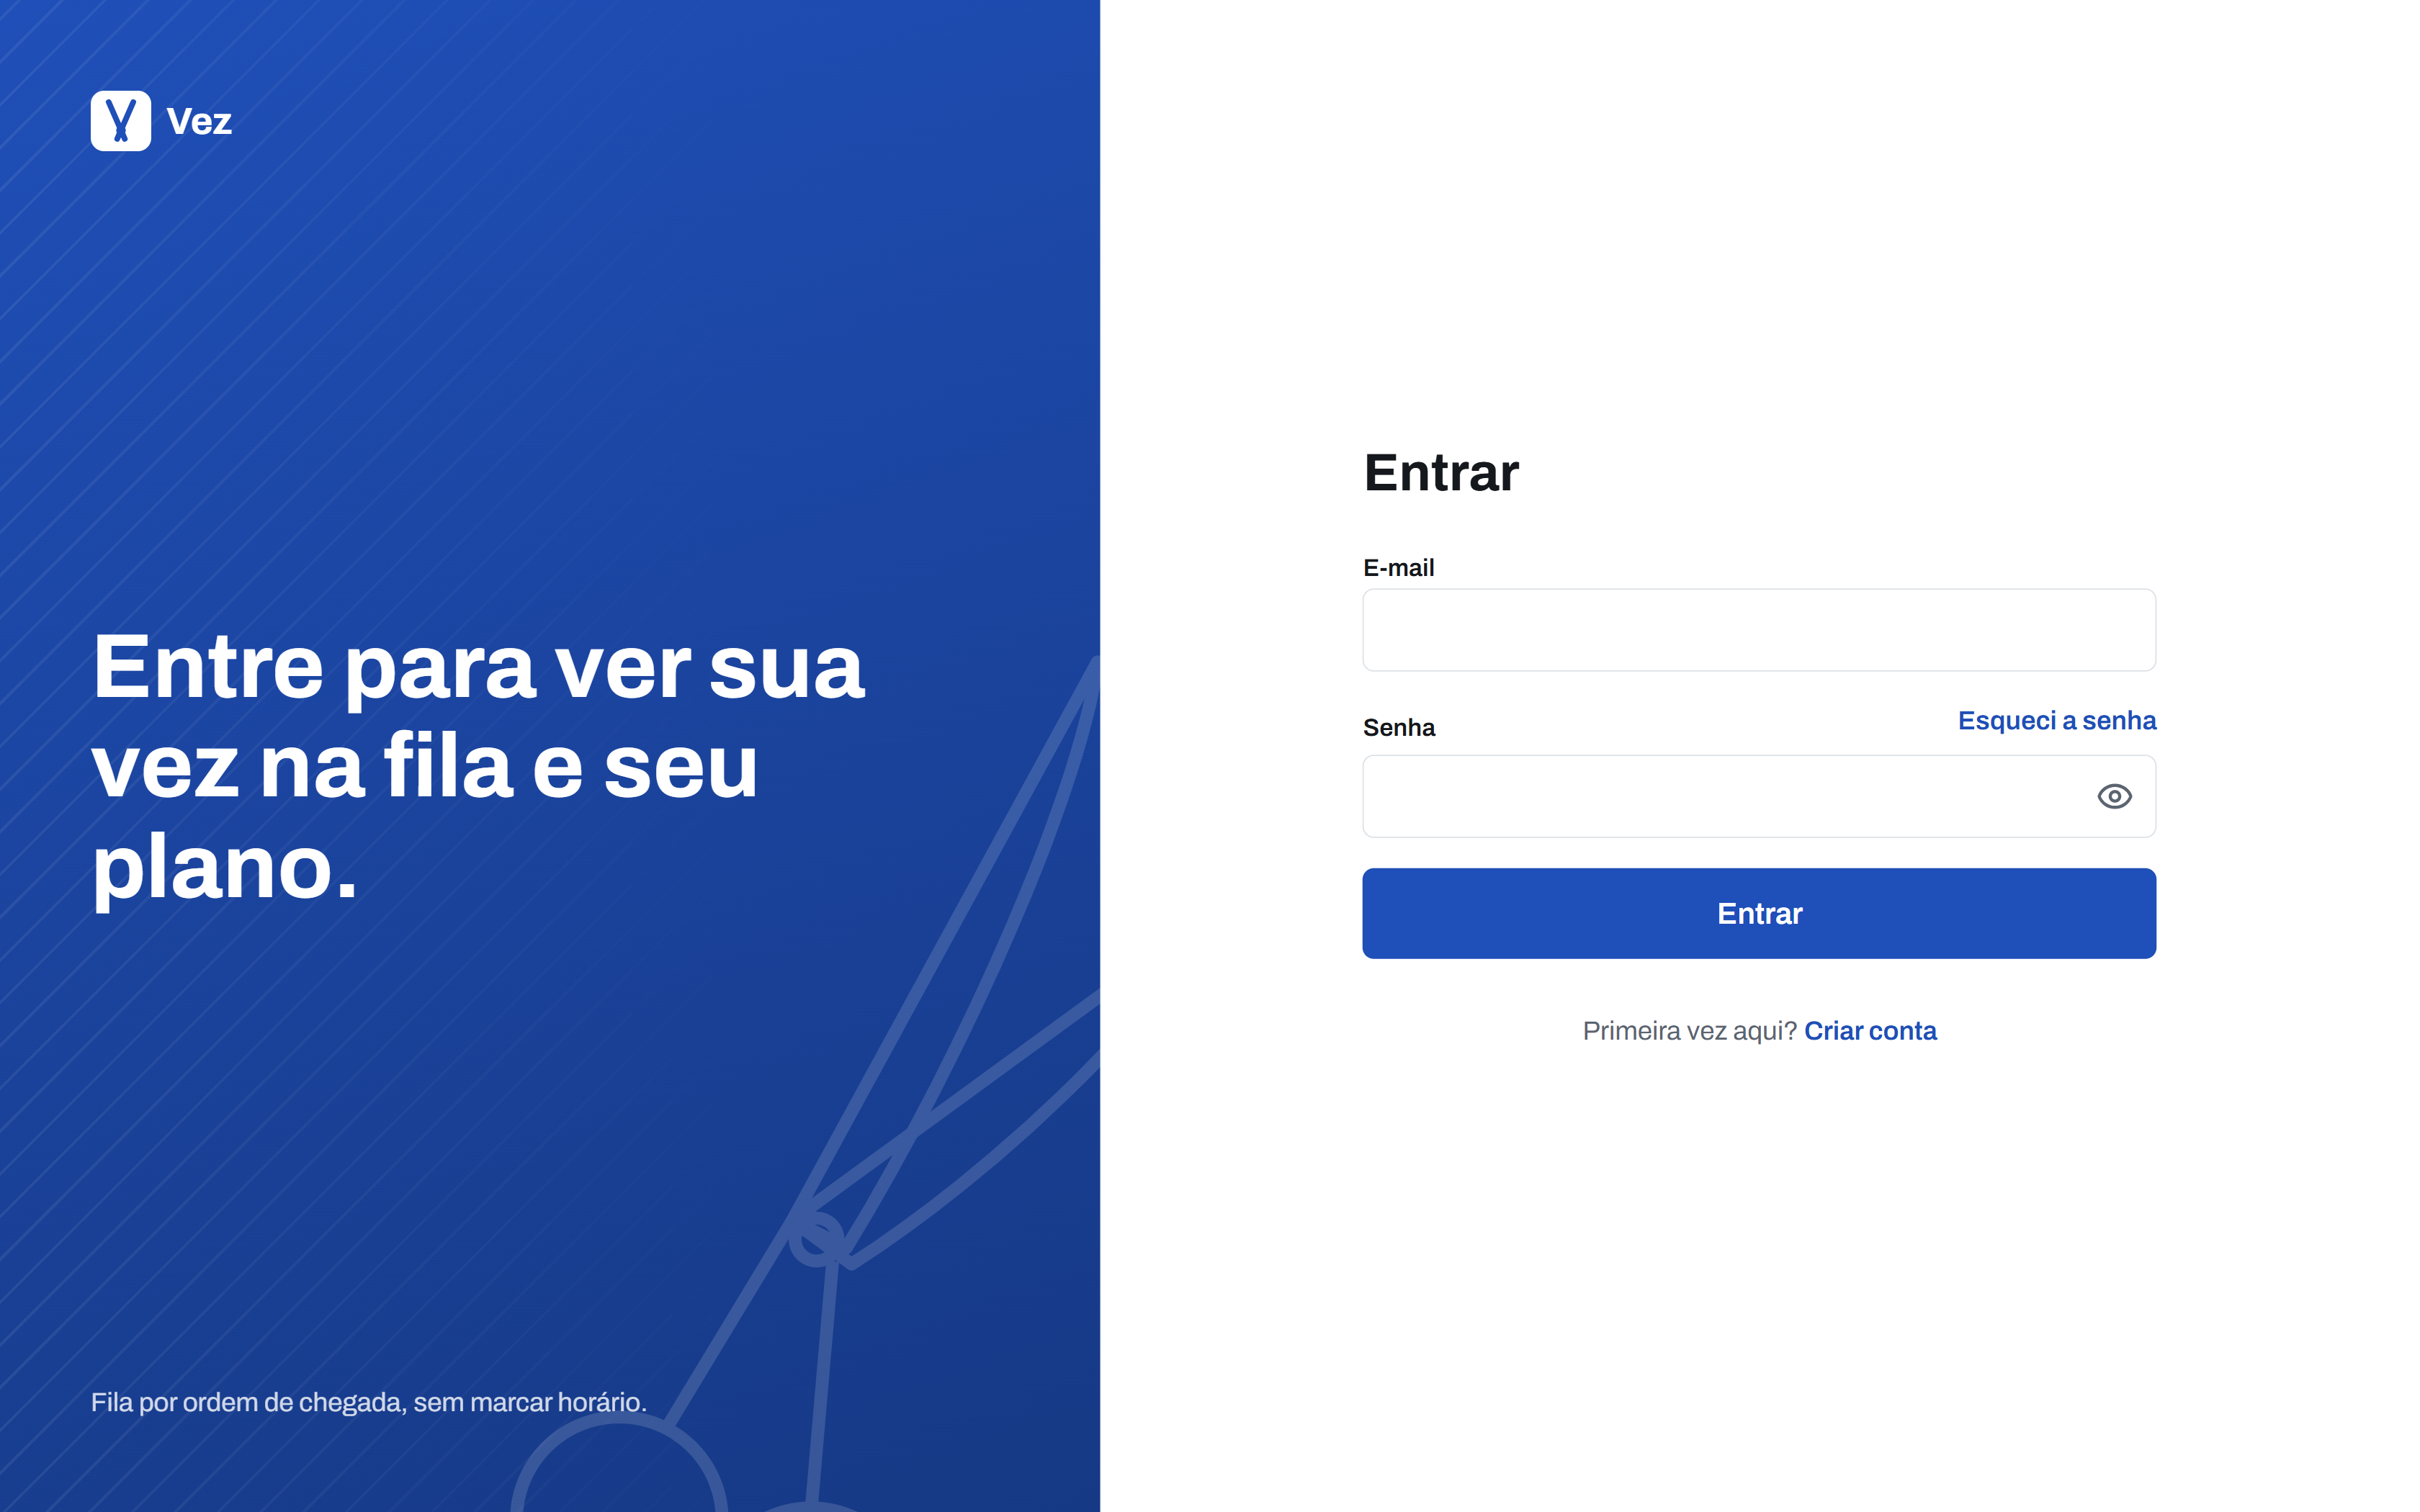 Vez
Entre para ver sua
vez na fila e seu
plano.
Fila por ordem de chegada, sem marcar horário.
Entrar
E-mail
Senha
Esqueci a senha
Entrar
Primeira vez aqui? Criar conta